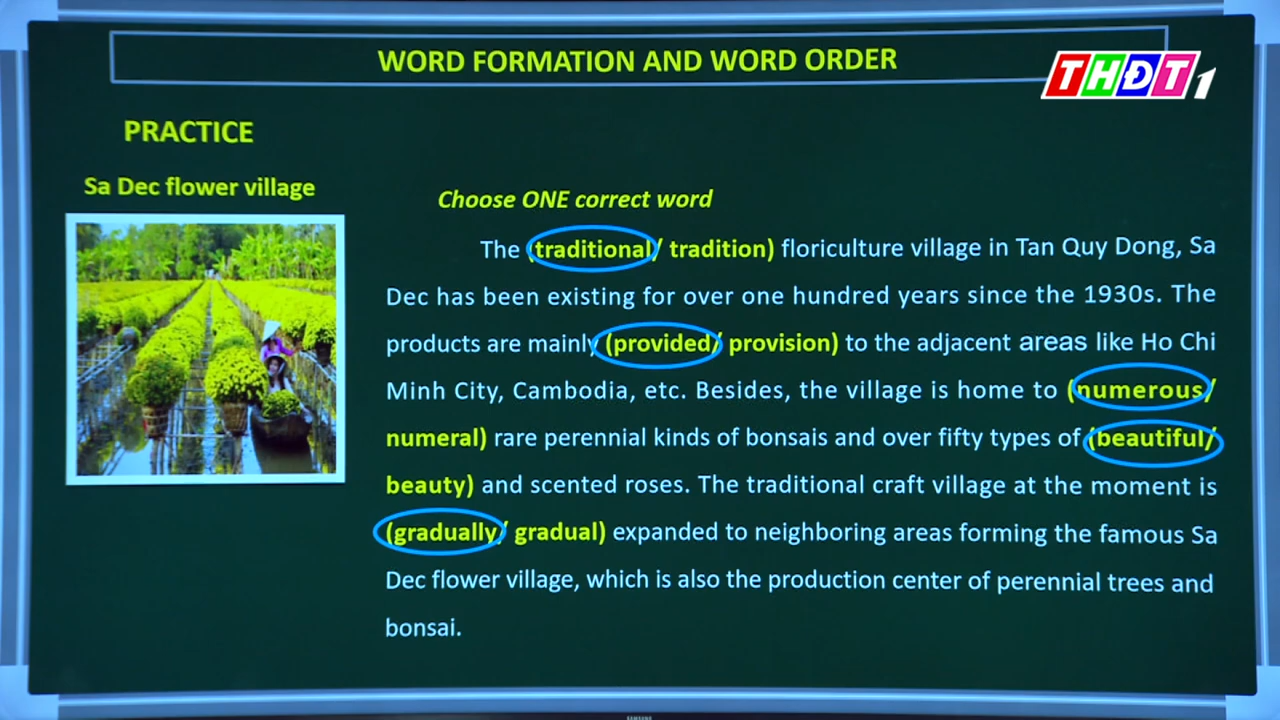 WORD FORMATION AND WORD ORDER
THĐT1
PRACTICE
Sa Dec flower village
Choose ONE correct word
The (traditional/ tradition) floriculture village in Tan Quy Dong, Sa
Dec has been existing for over one hundred years since the 1930s. The
products are mainly (provided/ provision) to the adjacent areas like Ho Chi
Minh City, Cambodia, etc. Besides, the village is home to (numerous/
numeral) rare perennial kinds of bonsais and over fifty types of (beautiful/
beauty) and scented roses. The traditional craft village at the moment is
(gradually/ gradual) expanded to neighboring areas forming the famous Sa
Dec flower village, which is also the production center of perennial trees and
bonsai.
SAMSUNG